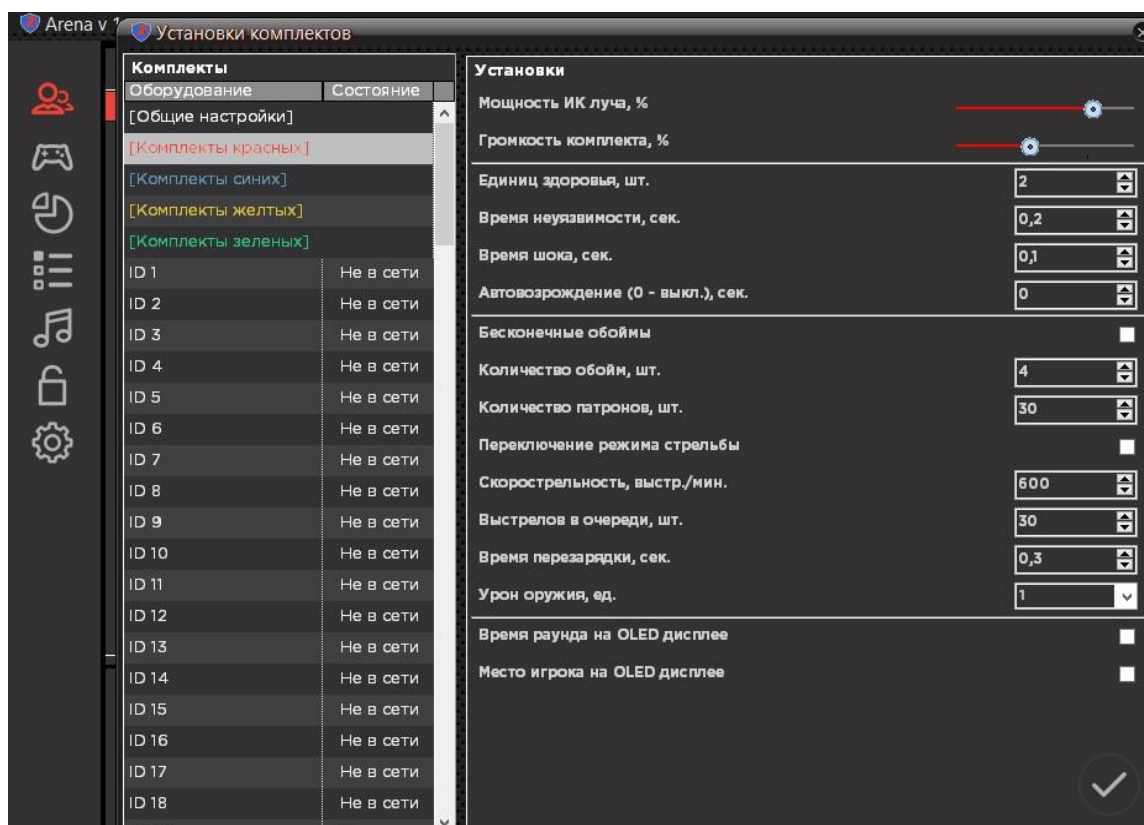 Arena v 1
Установки комплектов
Комплекты
Оборудование Состояние
[Общие настройки]
[Комплекты красных]
[Комплекты синих]
[Комплекты желтых]
[Комплекты зеленых]
ID 1 Не в сети
ID 2 Не в сети
ID 3 Не в сети
ID 4 Не в сети
ID 5 Не в сети
ID 6 Не в сети
ID 7 Не в сети
ID 8 Не в сети
ID 9 Не в сети
ID 10 Не в сети
ID 11 Не в сети
ID 12 Не в сети
ID 13 Не в сети
ID 14 Не в сети
ID 15 Не в сети
ID 16 Не в сети
ID 17 Не в сети
ID 18 Не в сети
Установки
Мощность ИК луча, %
Громкость комплекта, %
Единиц здоровья, шт. 2
Время неуязвимости, сек. 0,2
Время шока, сек. 0,1
Автовозрождение (0 - выкл.), сек. 0
Бесконечные обоймы
Количество обойм, шт. 4
Количество патронов, шт. 30
Переключение режима стрельбы
Скорострельность, выстр./мин. 600
Выстрелов в очереди, шт. 30
Время перезарядки, сек. 0,3
Урон оружия, ед. 1
Время раунда на OLED дисплее
Место игрока на OLED дисплее